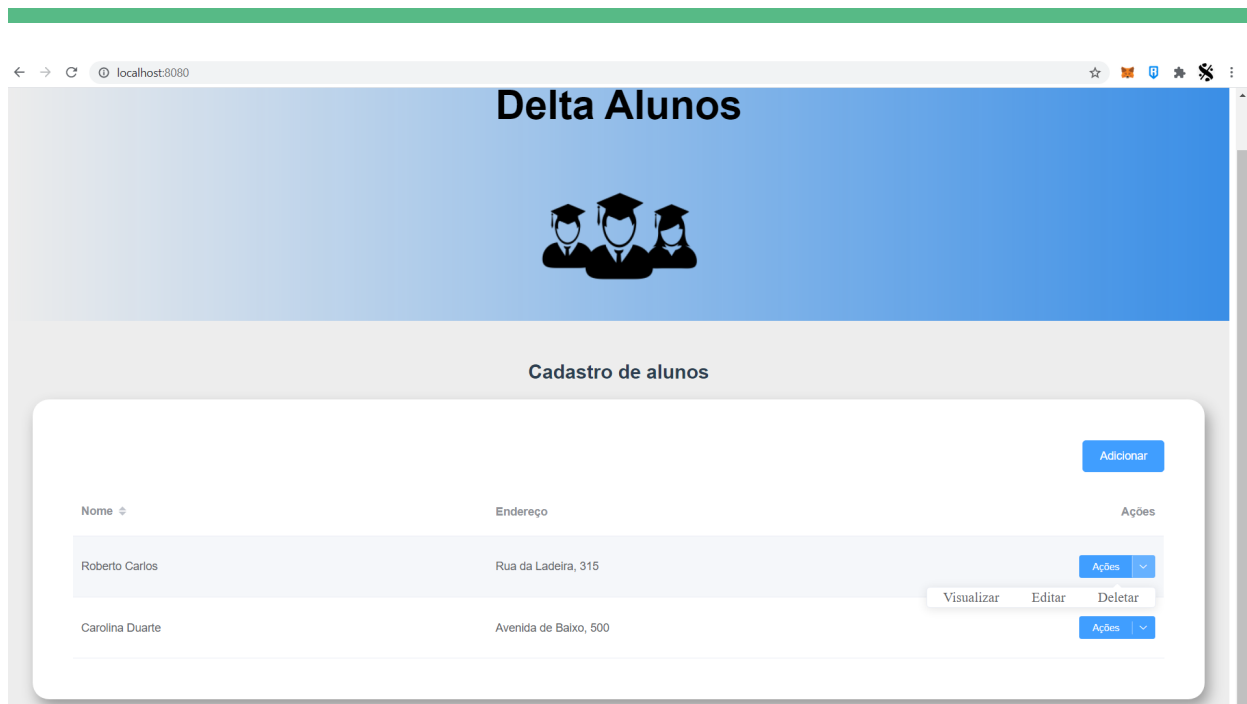 localhost:8080
Delta Alunos
Cadastro de alunos
Adicionar
Nome Endereço Ações
Roberto Carlos Rua da Ladeira, 315 Ações
Visualizar Editar Deletar
Carolina Duarte Avenida de Baixo, 500 Ações